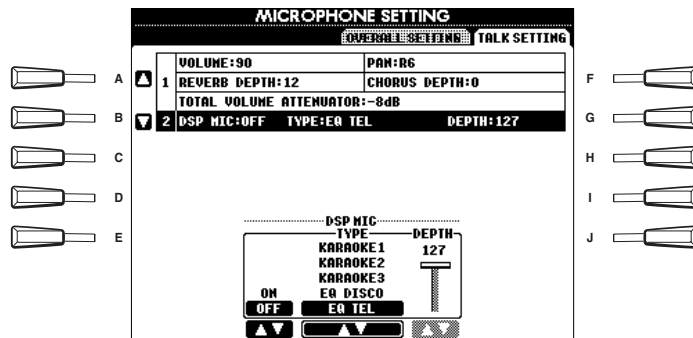 MICROPHONE SETTING
OVERALL SETTING TALK SETTING
VOLUME:90 PAN:R6
1 REVERB DEPTH:12 CHORUS DEPTH:0
TOTAL VOLUME ATTENUATOR:-8dB
2 DSP MIC:OFF TYPE:EQ TEL DEPTH:127
A
B
C
D
E
F
G
H
I
J
DSP MIC
TYPE DEPTH
KARAOKE1 127
KARAOKE2
KARAOKE3
ON EQ DISCO
OFF EQ TEL